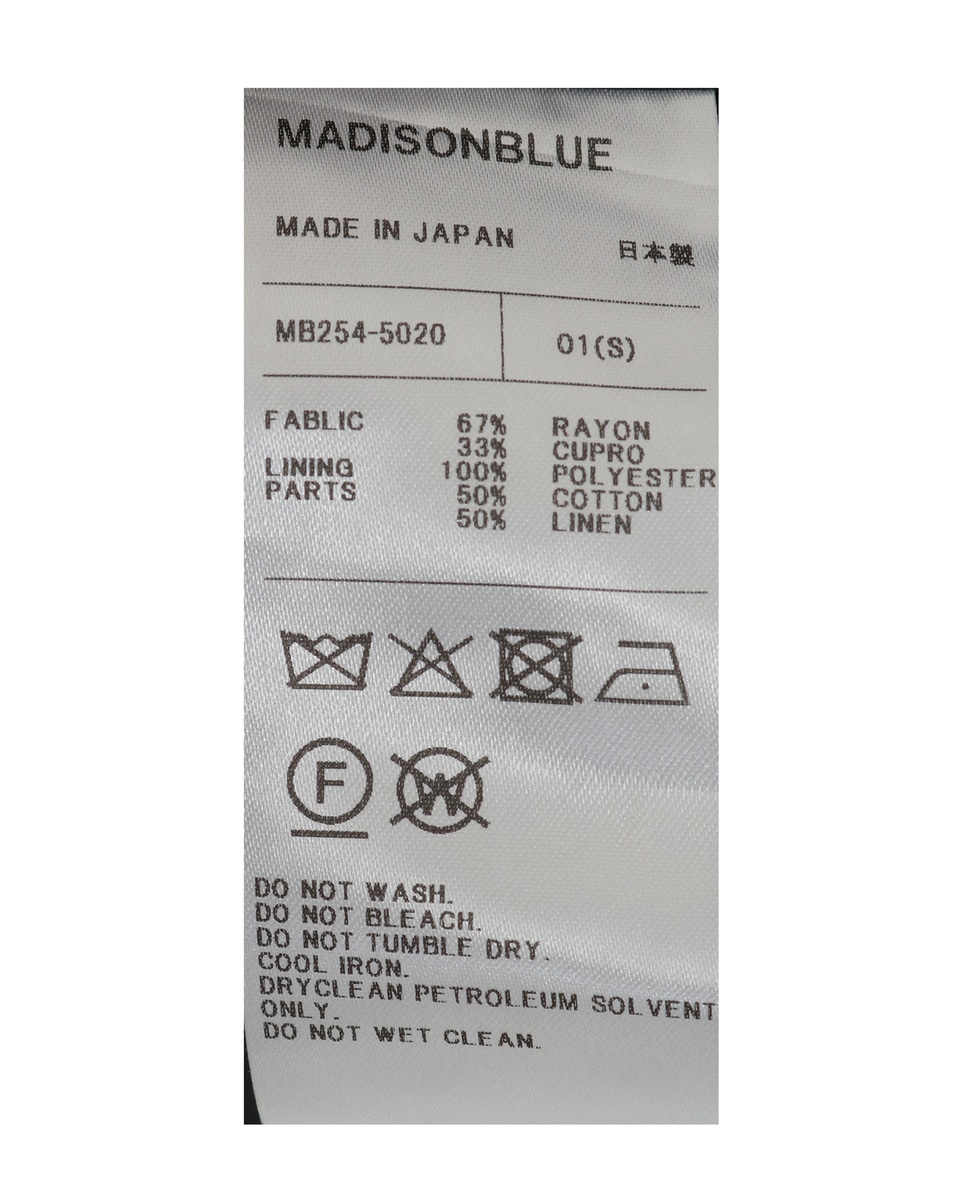 MADISONBLUE
MADE IN JAPAN 日本製
MB254-5020 01(S)
FABLIC 67% RAYON
33% CUPRO
LINING 100% POLYESTER
PARTS 50% COTTON
50% LINEN
F W
DO NOT WASH.
DO NOT BLEACH.
DO NOT TUMBLE DRY.
COOL IRON.
DRYCLEAN PETROLEUM SOLVENT
ONLY.
DO NOT WET CLEAN.